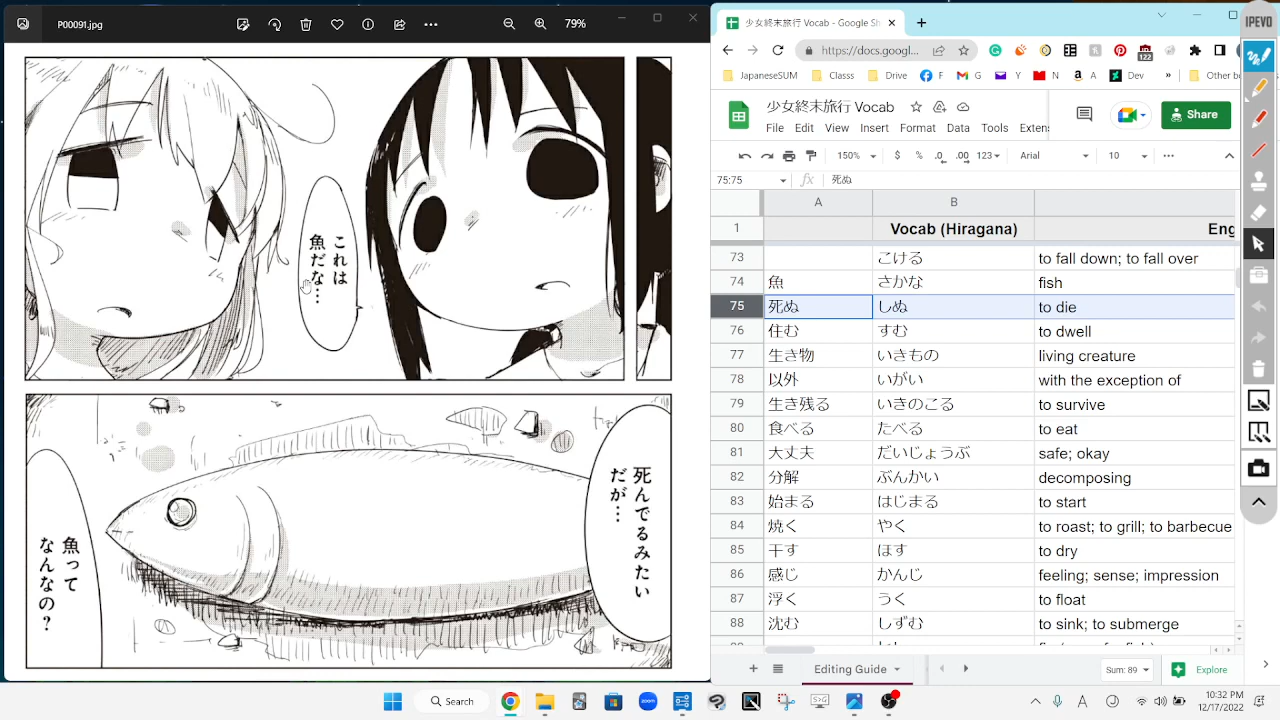 P00091.jpg
79%
これは
魚だな…
死んでるみたい
だが…
魚って
なんなの？
少女終末旅行 Vocab - Google Sh
https://docs.googl...
122
JapaneseSUM
Classs
Drive
F
G
Y
N
A
Dev
»
Other bo
少女終末旅行 Vocab
File Edit View Insert Format Data Tools Extens
Share
150% $ % .0 .00 123 Arial 10
75:75 fx 死ぬ
A B
1 Vocab (Hiragana) Eng
73 こける to fall down; to fall over
74 魚 さかな fish
75 死ぬ しぬ to die
76 住む すむ to dwell
77 生き物 いきもの living creature
78 以外 いがい with the exception of
79 生き残る いきのこる to survive
80 食べる たべる to eat
81 大丈夫 だいじょうぶ safe; okay
82 分解 ぶんかい decomposing
83 始まる はじまる to start
84 焼く やく to roast; to grill; to barbecue
85 干す ほす to dry
86 感じ かんじ feeling; sense; impression
87 浮く うく to float
88 沈む しずむ to sink; to submerge
Editing Guide
Sum: 89
Explore
IPEVO
Search
zoom
A
10:32 PM
12/27/2022